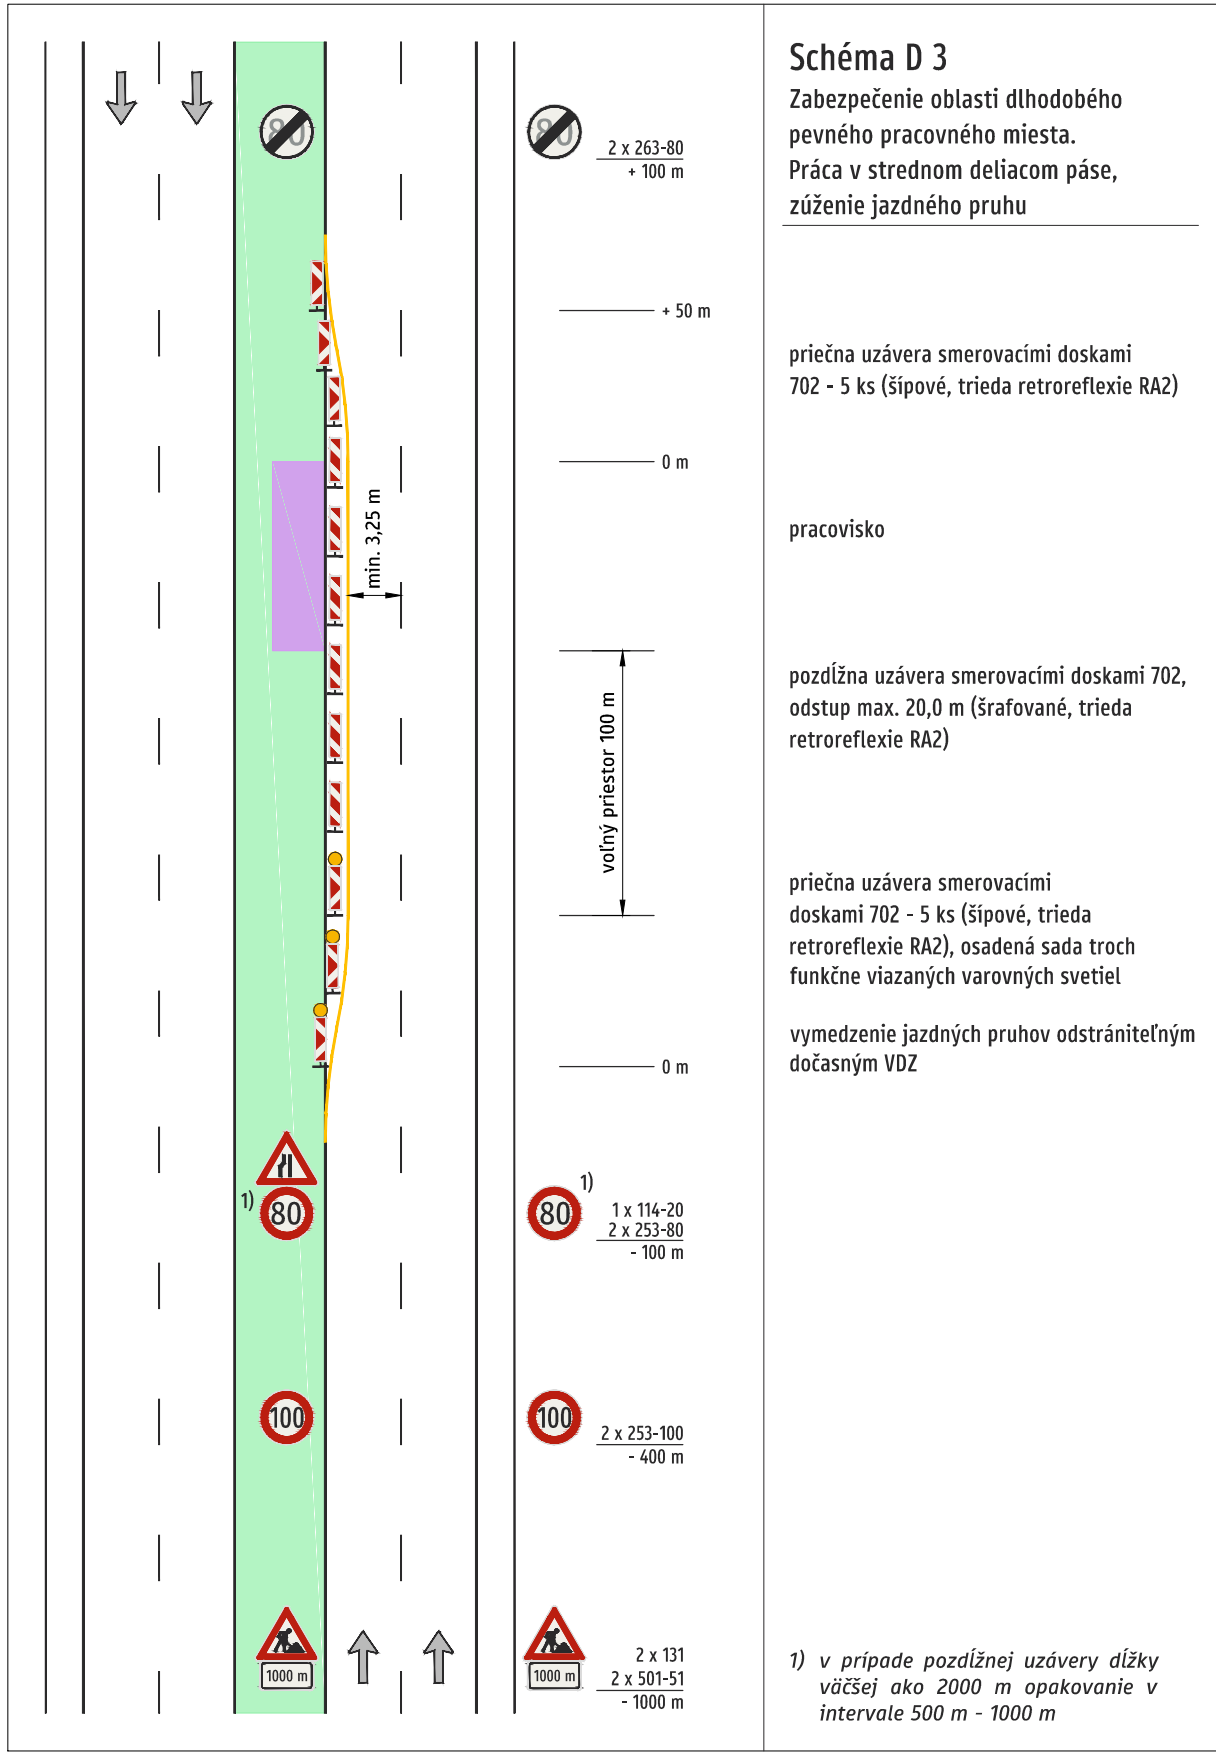 Schéma D 3
Zabezpečenie oblasti dlhodobého
pevného pracovného miesta.
Práca v strednom deliacom páse,
zúženie jazdného pruhu
80
80
2 x 263-80
+ 100 m
+ 50 m
priečna uzávera smerovacími doskami
702 - 5 ks (šípové, trieda retroreflexie RA2)
0 m
min. 3,25 m
pracovisko
voľný priestor 100 m
pozdĺžna uzávera smerovacími doskami 702,
odstup max. 20,0 m (šrafované, trieda
retroreflexie RA2)
priečna uzávera smerovacími
doskami 702 - 5 ks (šípové, trieda
retroreflexie RA2), osadená sada troch
funkčne viazaných varovných svetiel
vymedzenie jazdných pruhov odstrániteľným
dočasným VDZ
0 m
1)
80
80
1)
1 x 114-20
2 x 253-80
- 100 m
100
100
2 x 253-100
- 400 m
1000 m
1000 m
2 x 131
2 x 501-51
- 1000 m
1) v prípade pozdĺžnej uzávery dĺžky
väčšej ako 2000 m opakovanie v
intervale 500 m - 1000 m